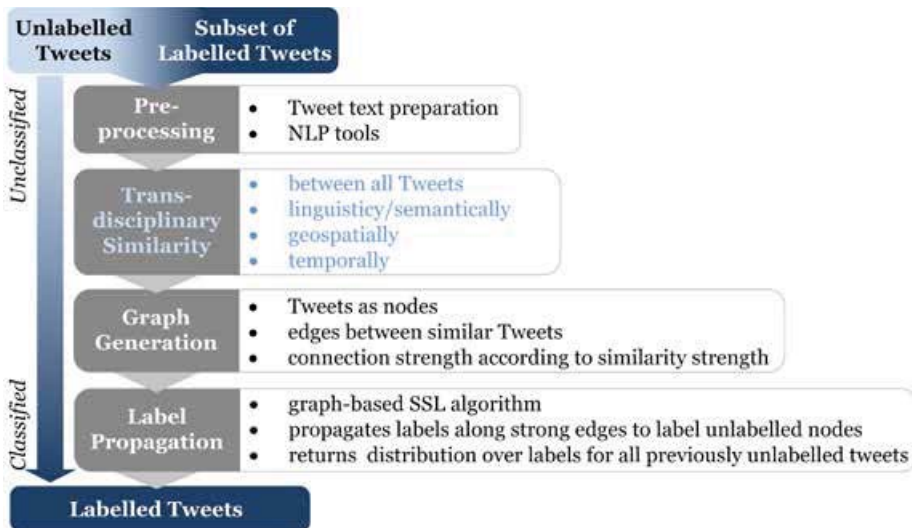 Unlabelled
Tweets
Subset of
Labelled Tweets
Unclassified
Pre-
processing
• Tweet text preparation
• NLP tools
Trans-
disciplinary
Similarity
• between all Tweets
• linguisticy/semantically
• geospatially
• temporally
Graph
Generation
• Tweets as nodes
• edges between similar Tweets
• connection strength according to similarity strength
Classified
Label
Propagation
• graph-based SSL algorithm
• propagates labels along strong edges to label unlabelled nodes
• returns distribution over labels for all previously unlabelled tweets
Labelled Tweets